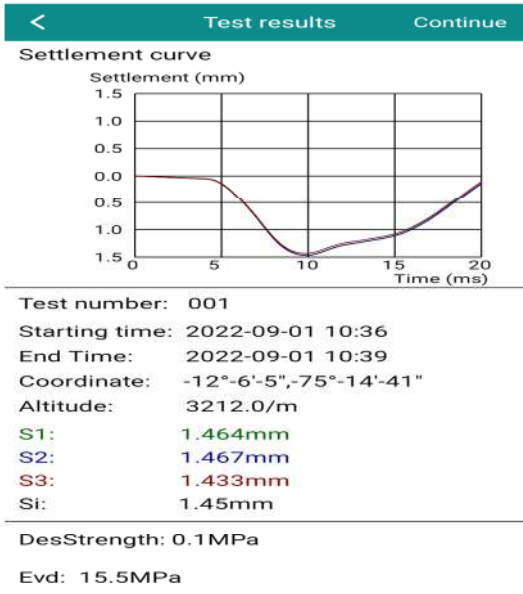 < Test results Continue
Settlement curve
Settlement (mm)
1.5
1.0
0.5
0.0
0.5
1.0
1.5
0 5 10 15 20
Time (ms)
Test number: 001
Starting time: 2022-09-01 10:36
End Time: 2022-09-01 10:39
Coordinate: -12°-6'-5",-75°-14'-41"
Altitude: 3212.0/m
S1: 1.464mm
S2: 1.467mm
S3: 1.433mm
Si: 1.45mm
DesStrength: 0.1MPa
Evd: 15.5MPa